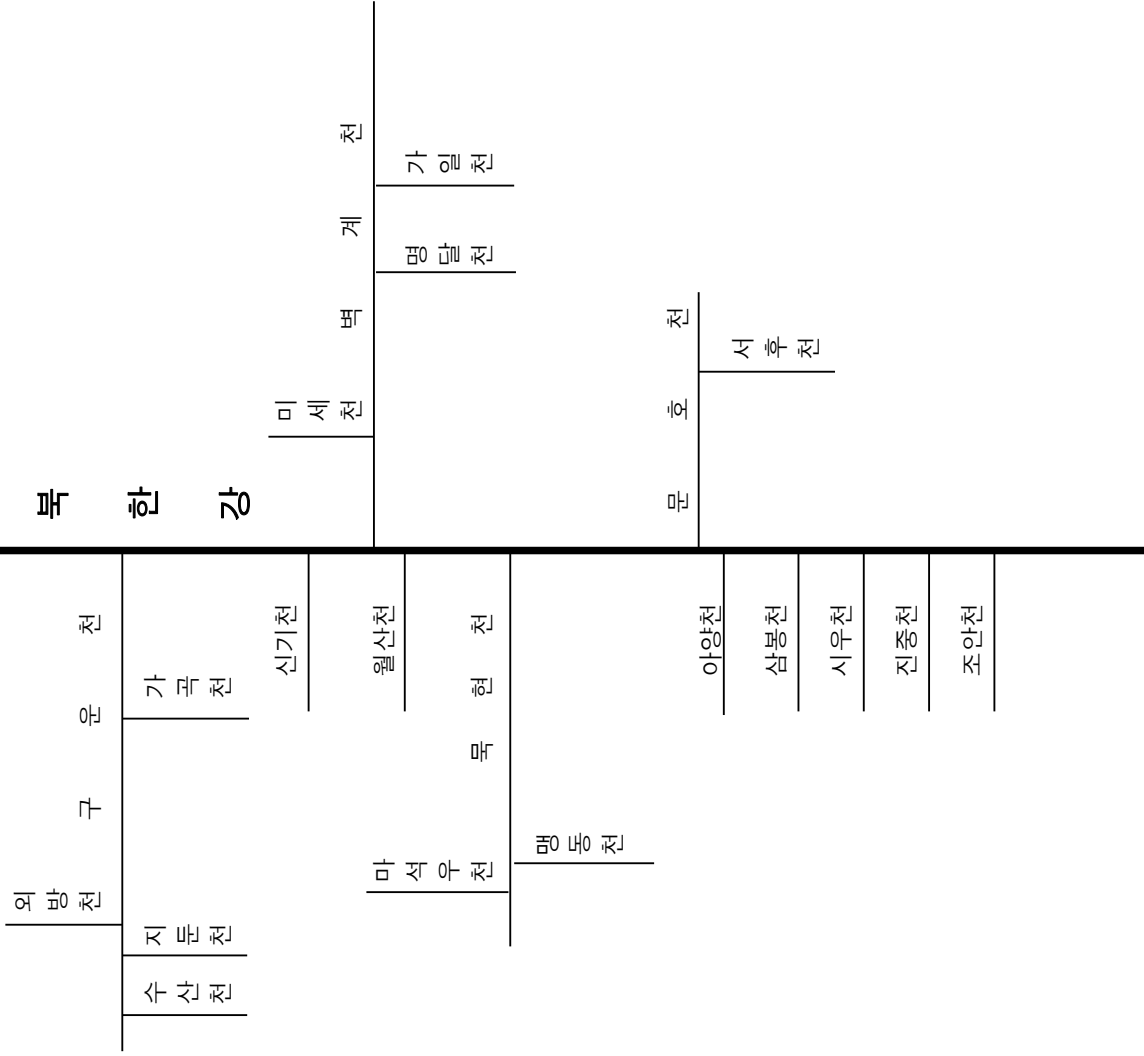 북한강
벽계천
가일천
명달천
미세천
문호천
서후천
구운천
가곡천
외방천
지둔천
수산천
신기천
월산천
묵현천
마석우천
맹동천
아양천
삼봉천
시우천
진중천
조안천